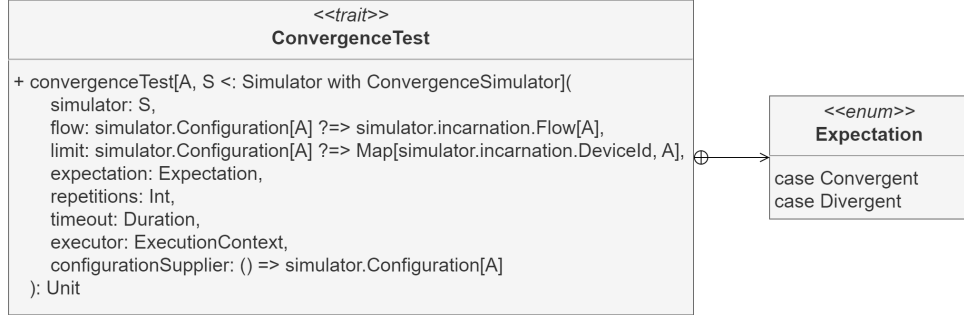 <<trait>>
ConvergenceTest
+ convergenceTest[A, S <: Simulator with ConvergenceSimulator](
simulator: S,
flow: simulator.Configuration[A] ?=> simulator.incarnation.Flow[A],
limit: simulator.Configuration[A] ?=> Map[simulator.incarnation.DeviceId, A],
expectation: Expectation,
repetitions: Int,
timeout: Duration,
executor: ExecutionContext,
configurationSupplier: () => simulator.Configuration[A]
): Unit
<<enum>>
Expectation
case Convergent
case Divergent